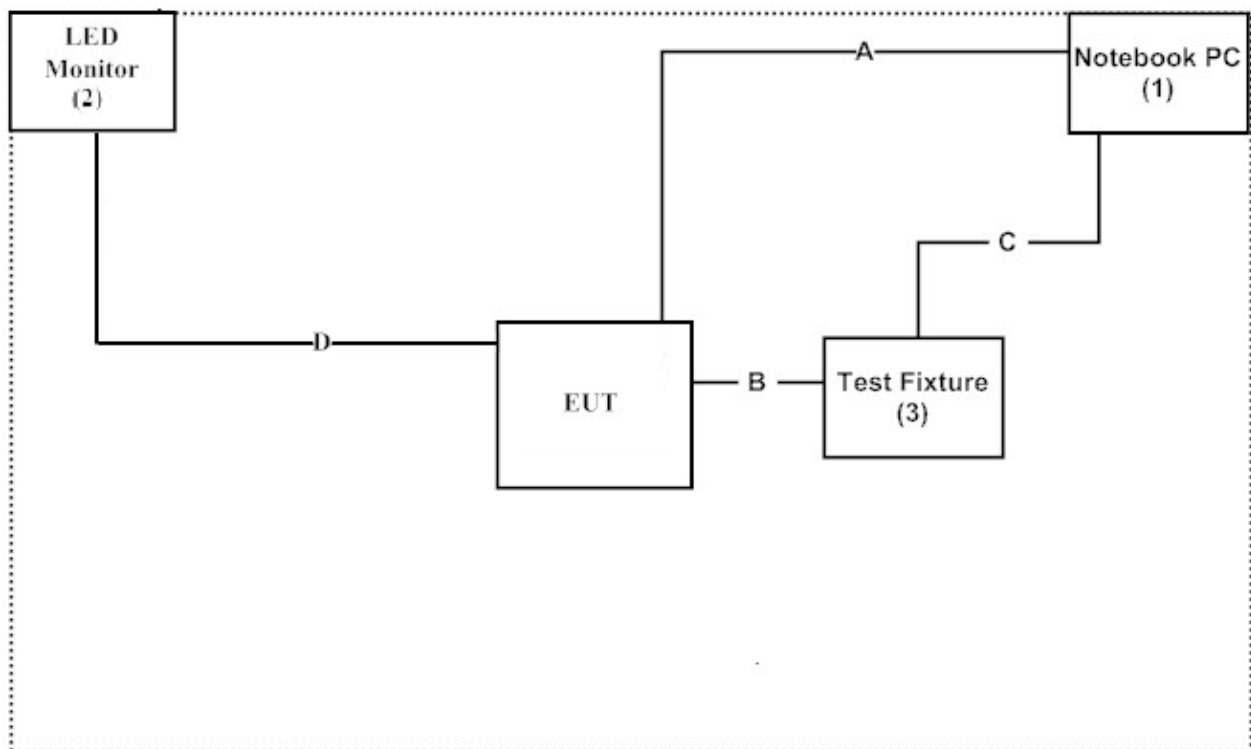 LED
Monitor
(2)
A
Notebook PC
(1)
C
D
EUT
B
Test Fixture
(3)